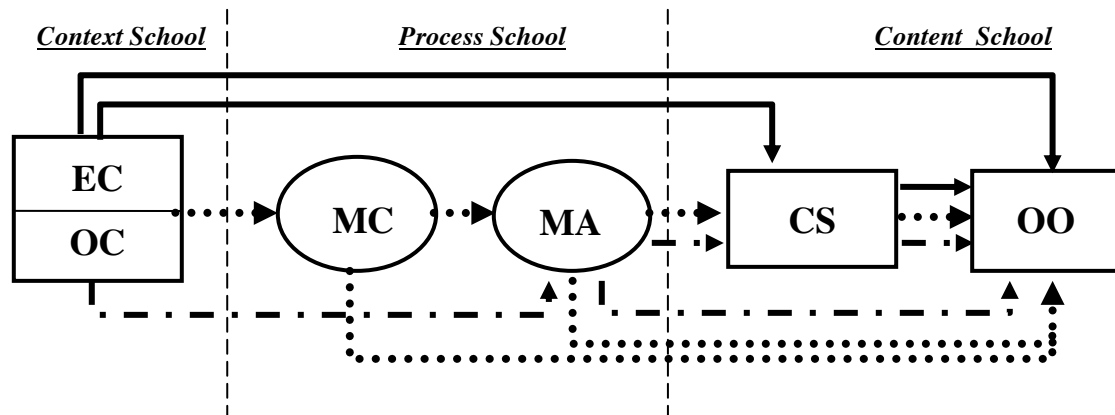 Context School
Process School
Content School
EC
OC
MC
MA
CS
OO